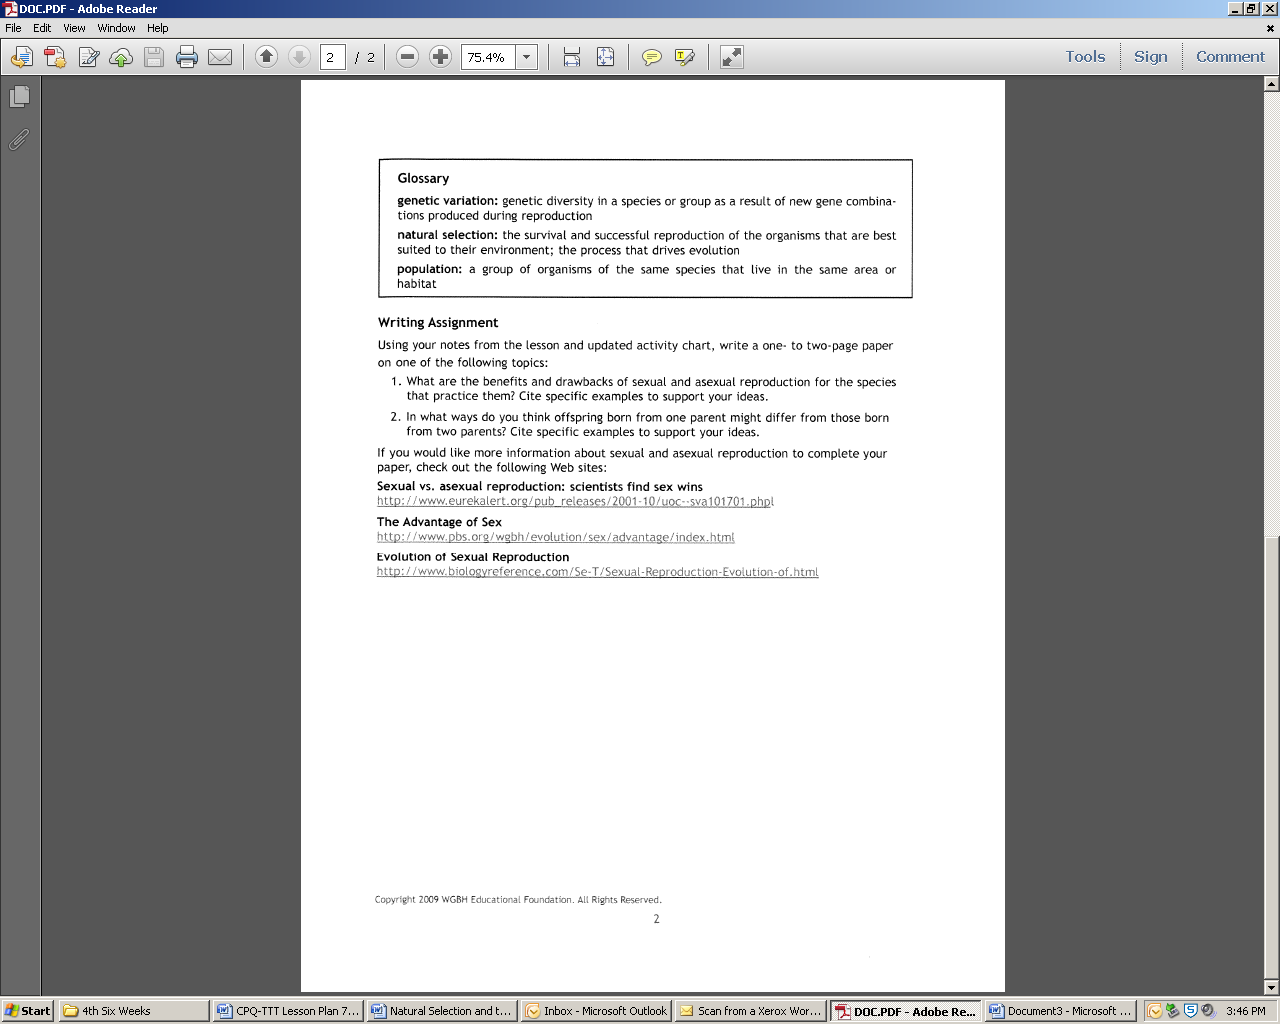 DOC.PDF - Adobe Reader
File Edit View Window Help
2 / 2 75.4% Tools Sign Comment
Glossary
genetic variation: genetic diversity in a species or group as a result of new gene combina-
tions produced during reproduction
natural selection: the survival and successful reproduction of the organisms that are best
suited to their environment; the process that drives evolution
population: a group of organisms of the same species that live in the same area or
habitat
Writing Assignment
Using your notes from the lesson and updated activity chart, write a one- to two-page paper
on one of the following topics:
1. What are the benefits and drawbacks of sexual and asexual reproduction for the species
that practice them? Cite specific examples to support your ideas.
2. In what ways do you think offspring born from one parent might differ from those born
from two parents? Cite specific examples to support your ideas.
If you would like more information about sexual and asexual reproduction to complete your
paper, check out the following Web sites:
Sexual vs. asexual reproduction: scientists find sex wins
http://www.eurekalert.org/pub_releases/2001-10/uoc--sva101701.phpl
The Advantage of Sex
http://www.pbs.org/wgbh/evolution/sex/advantage/index.html
Evolution of Sexual Reproduction
http://www.biologyreference.com/Se-T/Sexual-Reproduction-Evolution-of.html
Copyright 2009 WGBH Educational Foundation. All Rights Reserved.
2
Start 4th Six Weeks CPQ-TTT Lesson Plan 7... Natural Selection and t... Inbox - Microsoft Outlook Scan from a Xerox Wor... DOC.PDF - Adobe Re... Document3 - Microsoft ... 3:46 PM